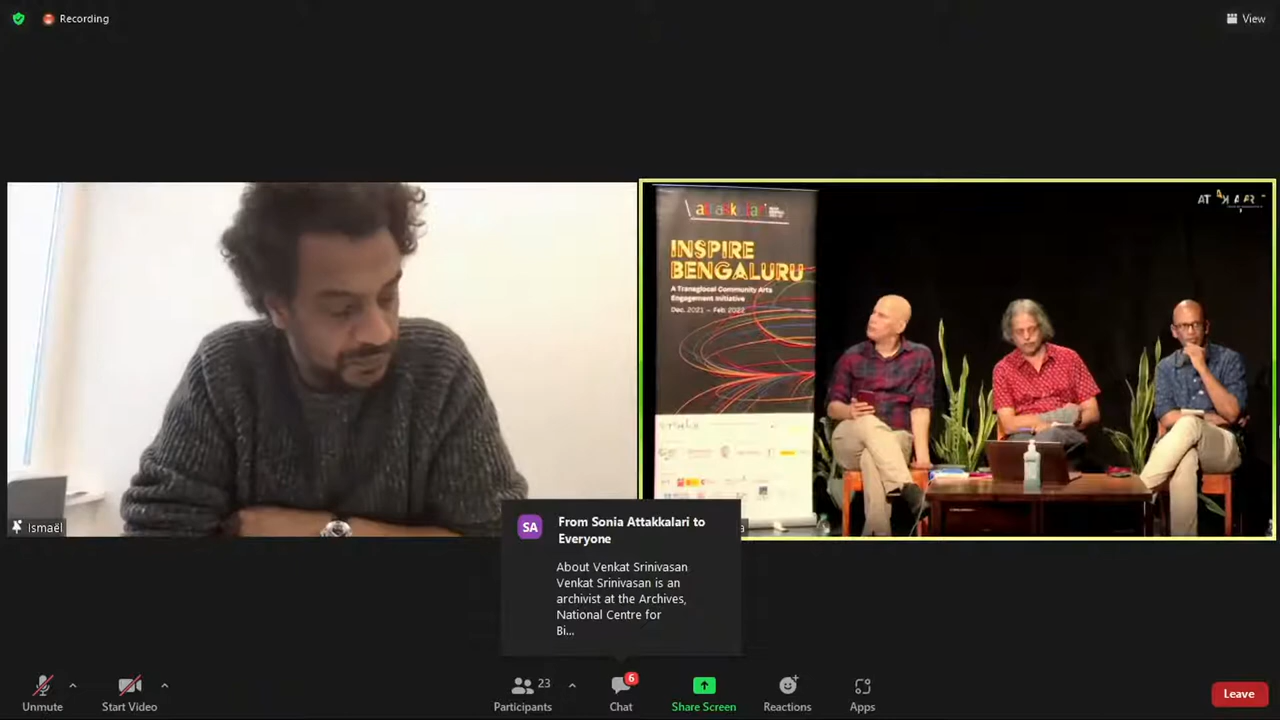 Recording
View
INSPIRE
BENGALURU
A Transglocal Community Arts
Engagement Initiative
Dec. 2021 – Feb 2022
Ismaël
SA
From Sonia Attakkalari to
Everyone
About Venkat Srinivasan
Venkat Srinivasan is an
archivist at the Archives,
National Centre for
Bi...
23
6
Unmute
Start Video
Participants
Chat
Share Screen
Reactions
Apps
Leave